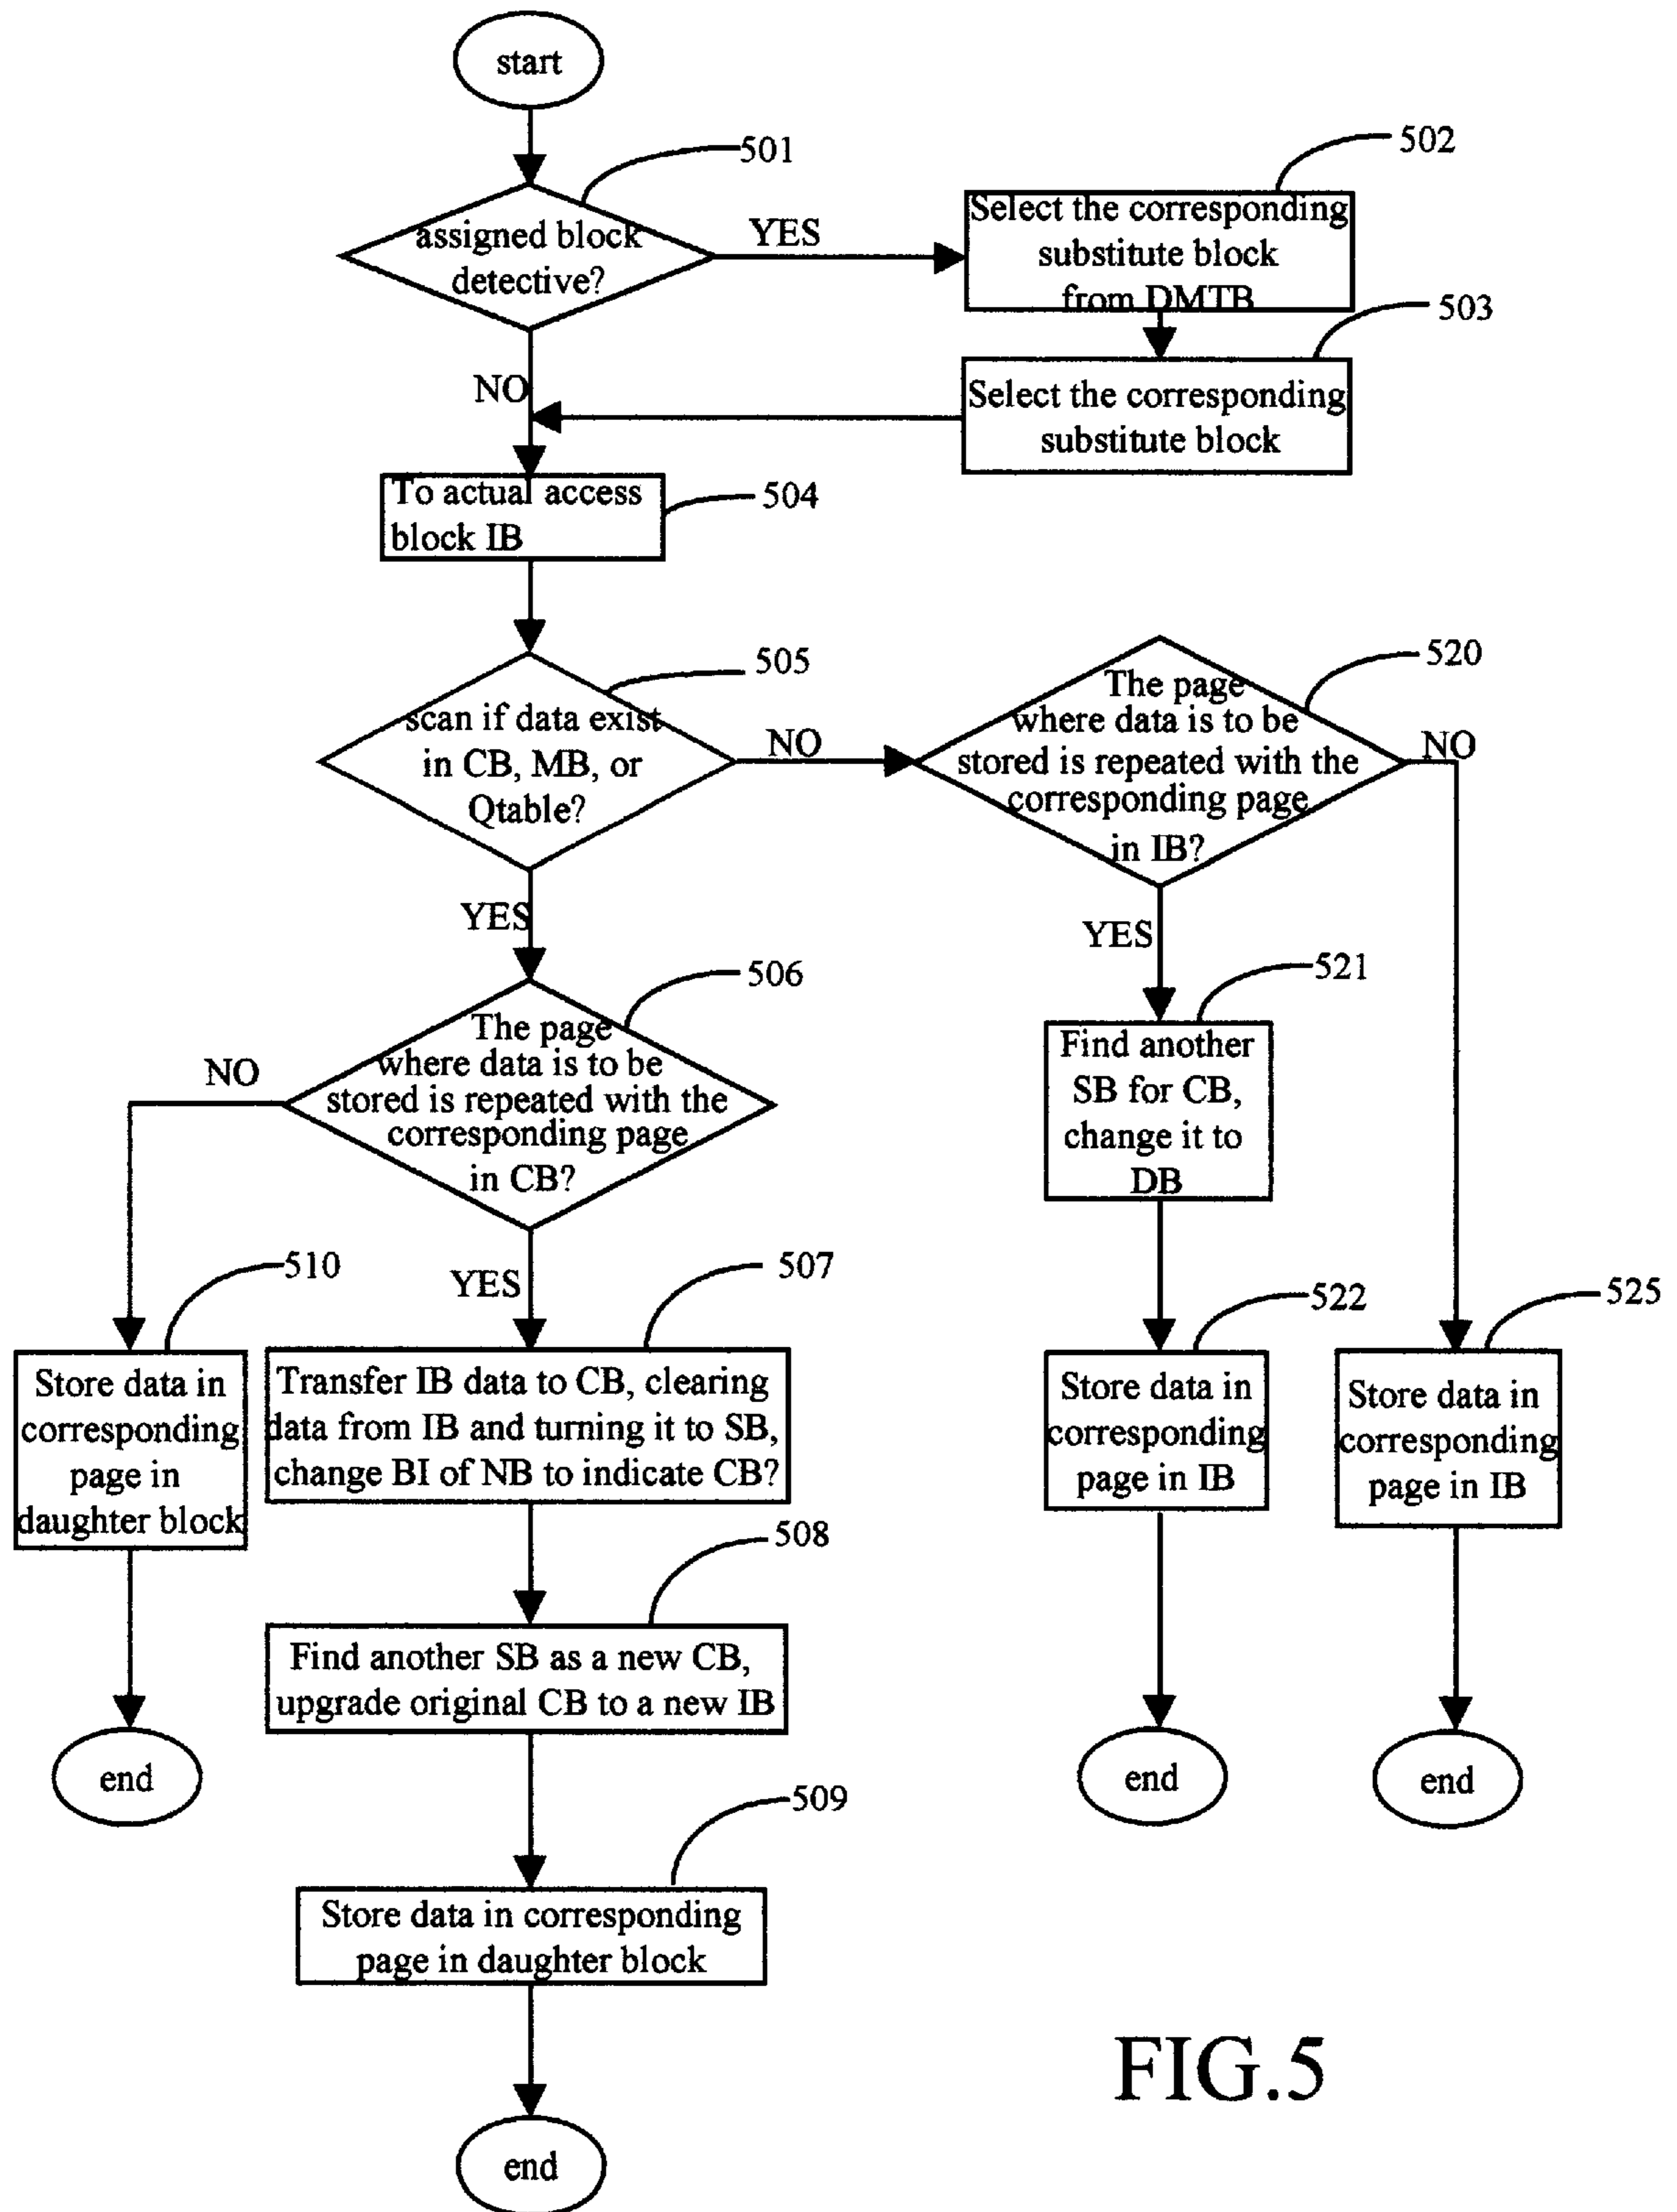 start
501
assigned block
detective?
YES
502
Select the corresponding
substitute block
from DMTB
503
Select the corresponding
substitute block
NO
To actual access
block IB
504
505
scan if data exist
in CB, MB, or
Qtable?
NO
520
The page
where data is to be
stored is repeated with the
corresponding page
in IB?
NO
YES
YES
506
The page
where data is to be
stored is repeated with the
corresponding page
in CB?
NO
521
Find another
SB for CB,
change it to
DB
510
YES
507
522
525
Store data in
corresponding
page in
daughter block
Transfer IB data to CB, clearing
data from IB and turning it to SB,
change BI of NB to indicate CB?
Store data in
corresponding
page in IB
Store data in
corresponding
page in IB
508
Find another SB as a new CB,
upgrade original CB to a new IB
end
end
end
509
Store data in corresponding
page in daughter block
end
FIG.5